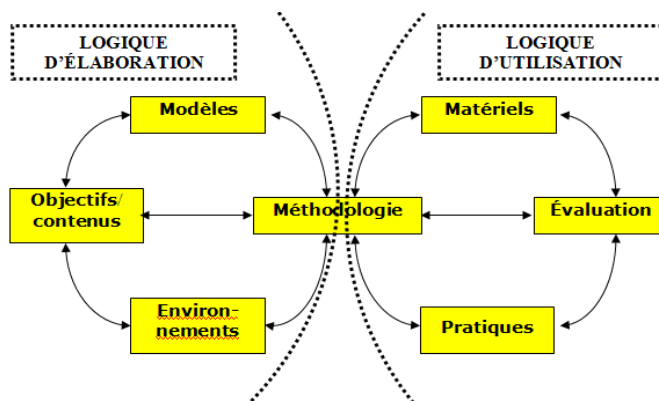 LOGIQUE
D'ÉLABORATION
LOGIQUE
D'UTILISATION
Modèles
Matériels
Objectifs/
contenus
Méthodologie
Évaluation
Environ-
nements
Pratiques